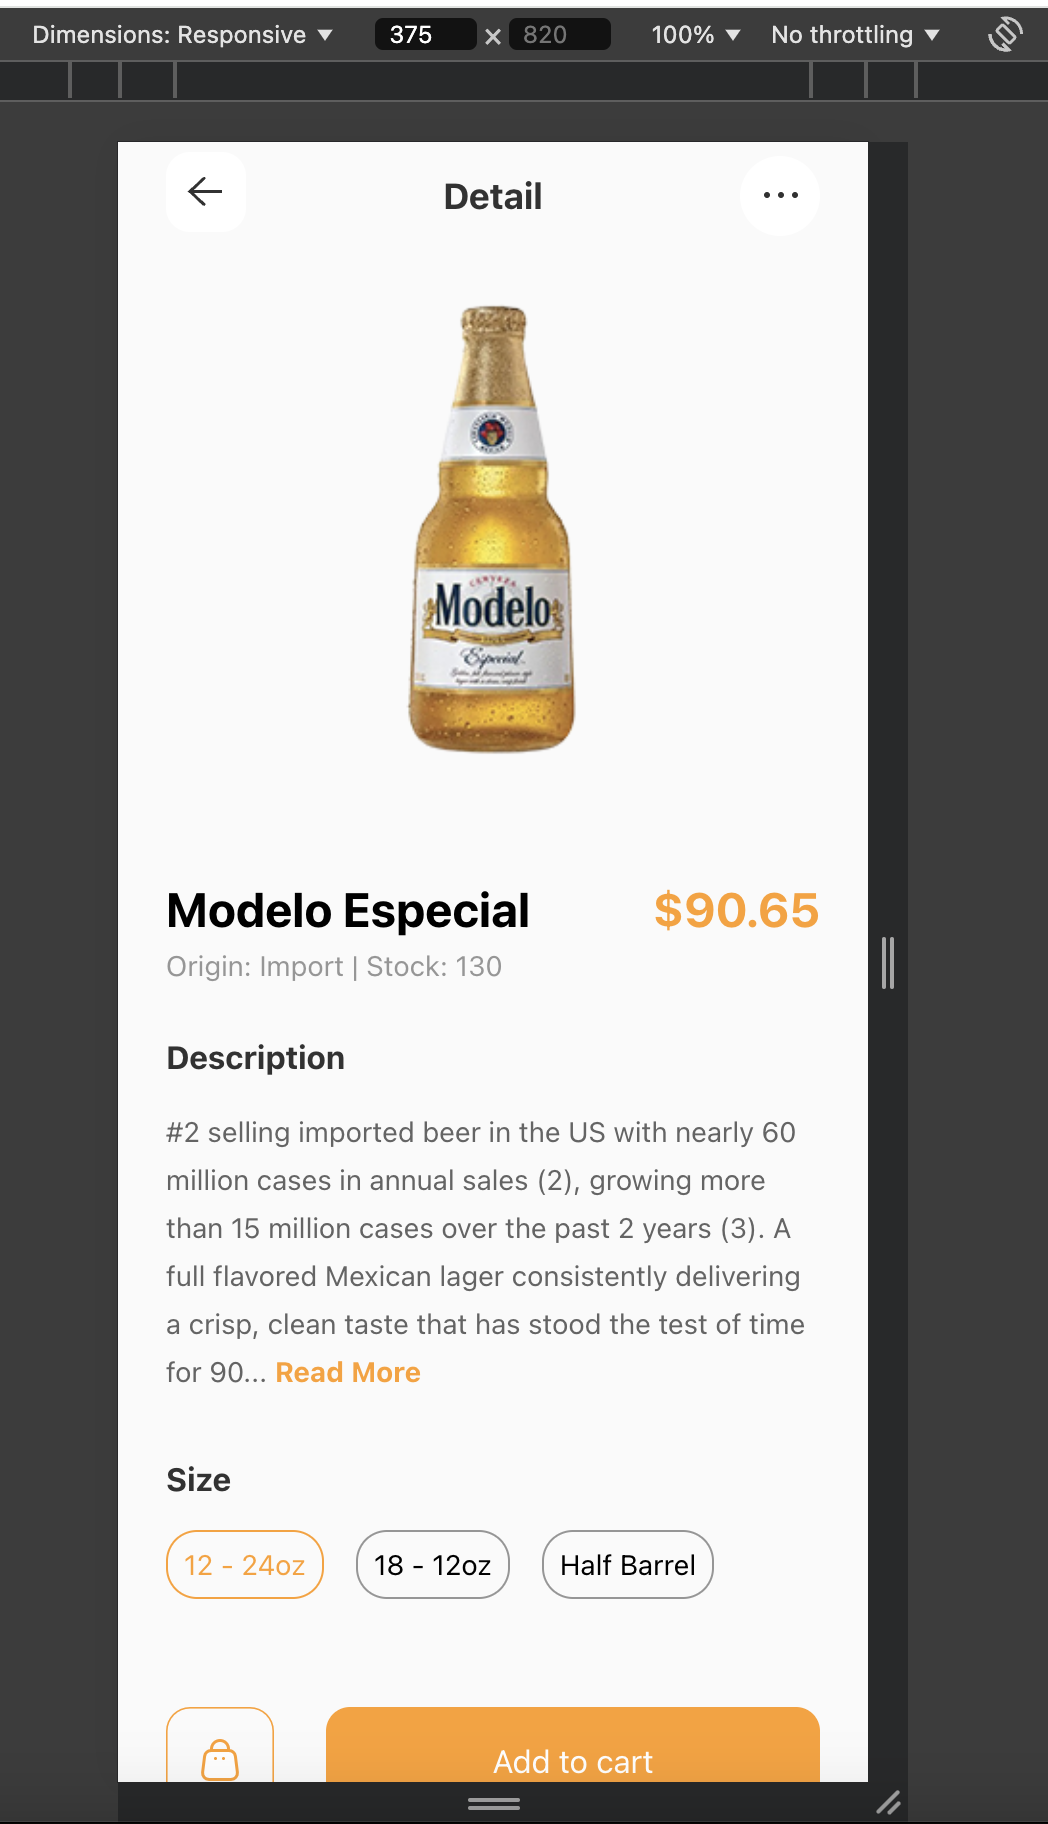 Dimensions: Responsive ▼ 375 × 820 100% ▼ No throttling ▼
Detail
CERVEZA
Modelo
Especial
Modelo Especial $90.65
Origin: Import | Stock: 130
Description
#2 selling imported beer in the US with nearly 60
million cases in annual sales (2), growing more
than 15 million cases over the past 2 years (3). A
full flavored Mexican lager consistently delivering
a crisp, clean taste that has stood the test of time
for 90... Read More
Size
12 - 24oz 18 - 12oz Half Barrel
Add to cart